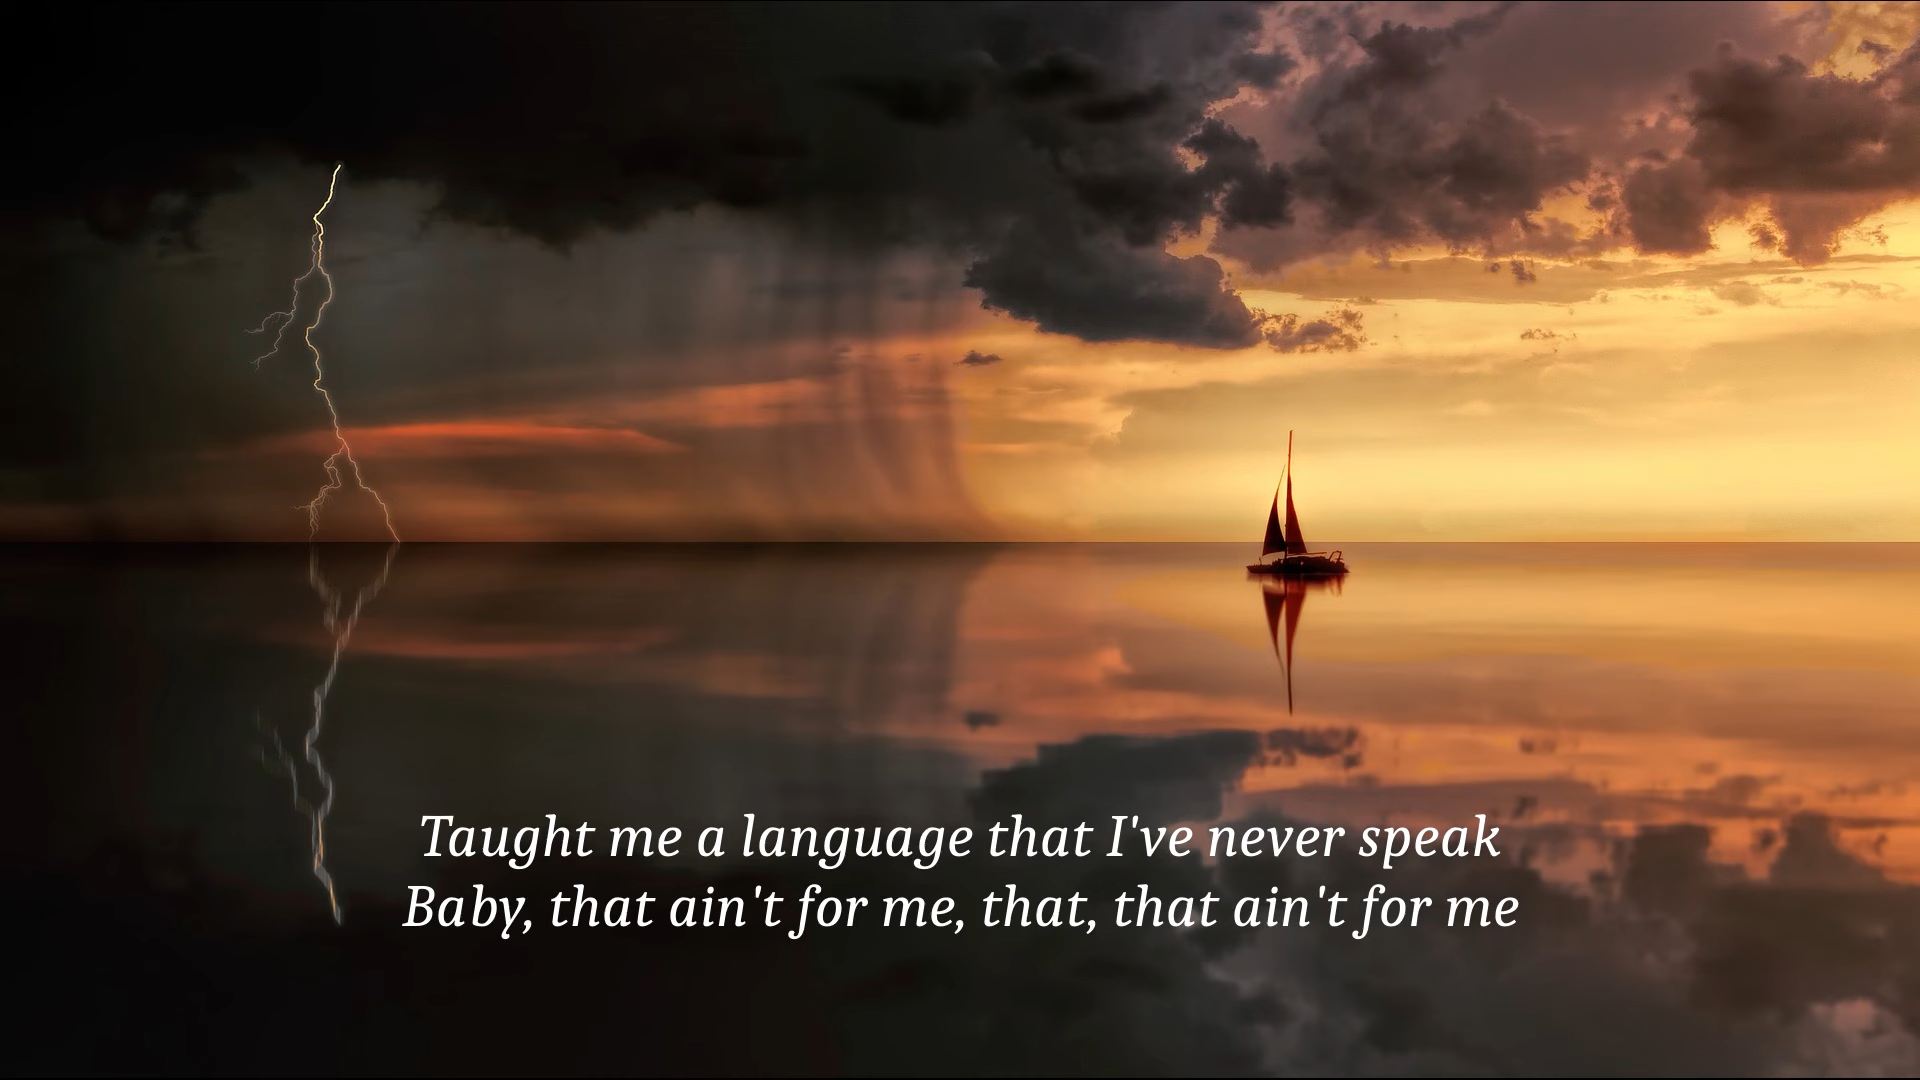 Taught me a language that I've never speak
Baby, that ain't for me, that, that ain't for me